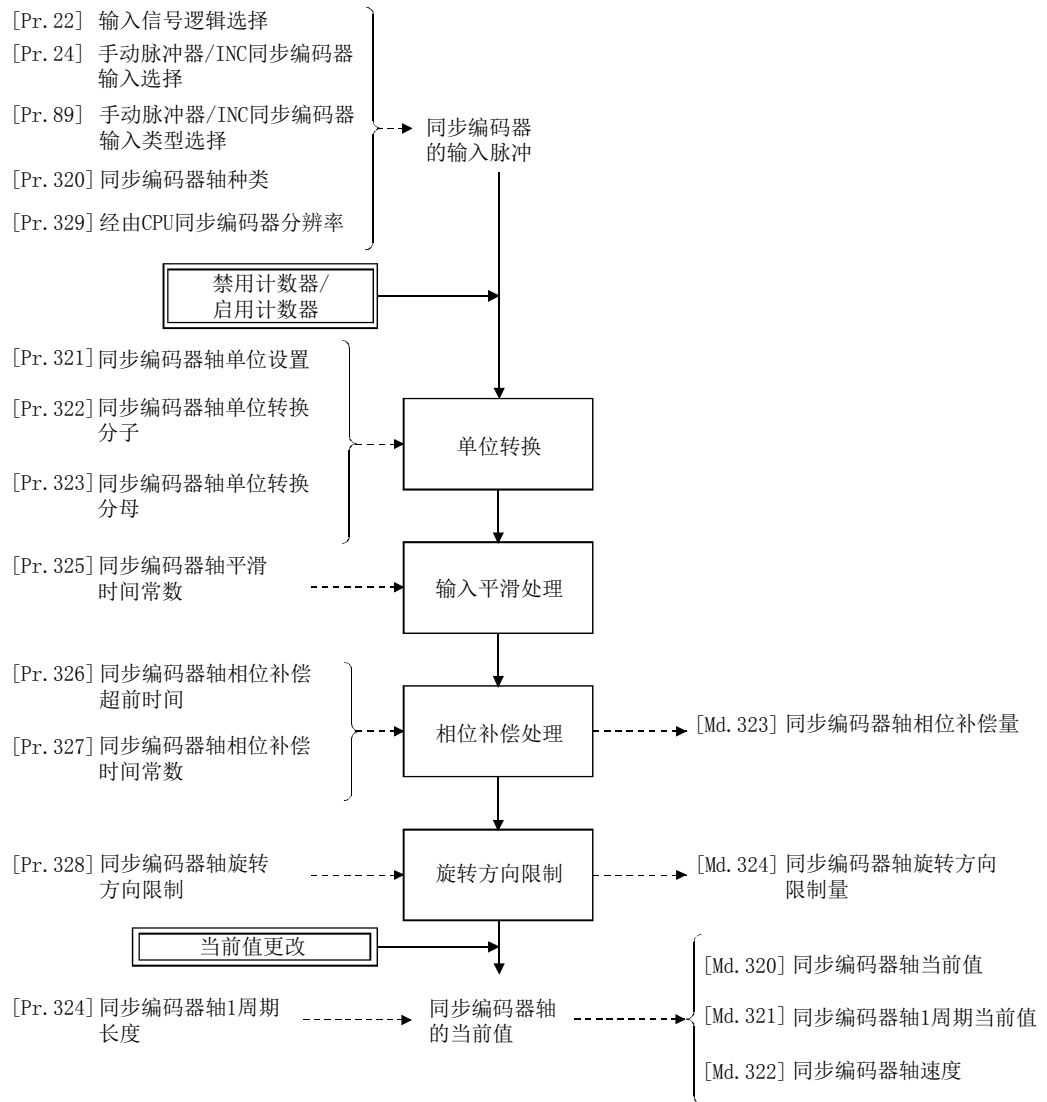 [Pr.22] 输入信号逻辑选择
[Pr.24] 手动脉冲器/INC同步编码器
输入选择
[Pr.89] 手动脉冲器/INC同步编码器
输入类型选择
[Pr.320]同步编码器轴种类
[Pr.329]经由CPU同步编码器分辨率
同步编码器
的输入脉冲
禁用计数器/
启用计数器
[Pr.321]同步编码器轴单位设置
[Pr.322]同步编码器轴单位转换
分子
[Pr.323]同步编码器轴单位转换
分母
单位转换
[Pr.325]同步编码器轴平滑
时间常数
输入平滑处理
[Pr.326]同步编码器轴相位补偿
超前时间
[Pr.327]同步编码器轴相位补偿
时间常数
相位补偿处理
[Md.323]同步编码器轴相位补偿量
[Pr.328]同步编码器轴旋转
方向限制
旋转方向限制
[Md.324]同步编码器轴旋转方向
限制量
当前值更改
[Pr.324]同步编码器轴1周期
长度
同步编码器轴
的当前值
[Md.320]同步编码器轴当前值
[Md.321]同步编码器轴1周期当前值
[Md.322]同步编码器轴速度